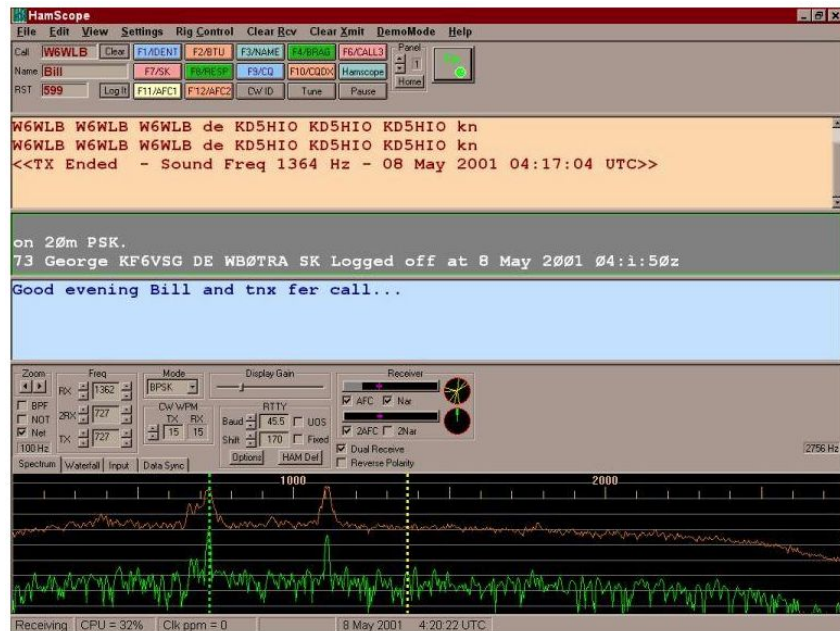 HamScope
File Edit View Settings Rig Control Clear Rcv Clear Xmit DemoMode Help
Call W6WLB Clear F1/IDENT F2/BTU F3/NAME F4/BRAG F6/CALL3 Panel
Name Bill F7/SK F8/RESP F9/CQ F10/CQDX Hamscope 1
RST 599 Log It F11/AFC1 F12/AFC2 CW ID Tune Pause Home
W6WLB W6WLB W6WLB de KD5HIO KD5HIO KD5HIO kn
W6WLB W6WLB W6WLB de KD5HIO KD5HIO KD5HIO kn
<<TX Ended - Sound Freq 1364 Hz - 08 May 2001 04:17:04 UTC>>
on 2Øm PSK.
73 George KF6VSG DE WBØTRA SK Logged off at 8 May 2ØØ1 Ø4:ì:5Øz
Good evening Bill and tnx fer call...
Zoom Freq Mode Display Gain Receiver
RX 1362 BPSK
BPF AFC Nar
NOT 2RX 727 CW WPM RTTY
TX RX Baud 45.5 UOS 2AFC 2Nar
Net TX 727 15 15 Shift 170 Fixed Dual Receive
100 Hz Options HAM Def Reverse Polarity 2756 Hz
Spectrum Waterfall Input Data Sync
1000 2000
Receiving CPU = 32% Clk ppm = 0 8 May 2001 4:20:22 UTC